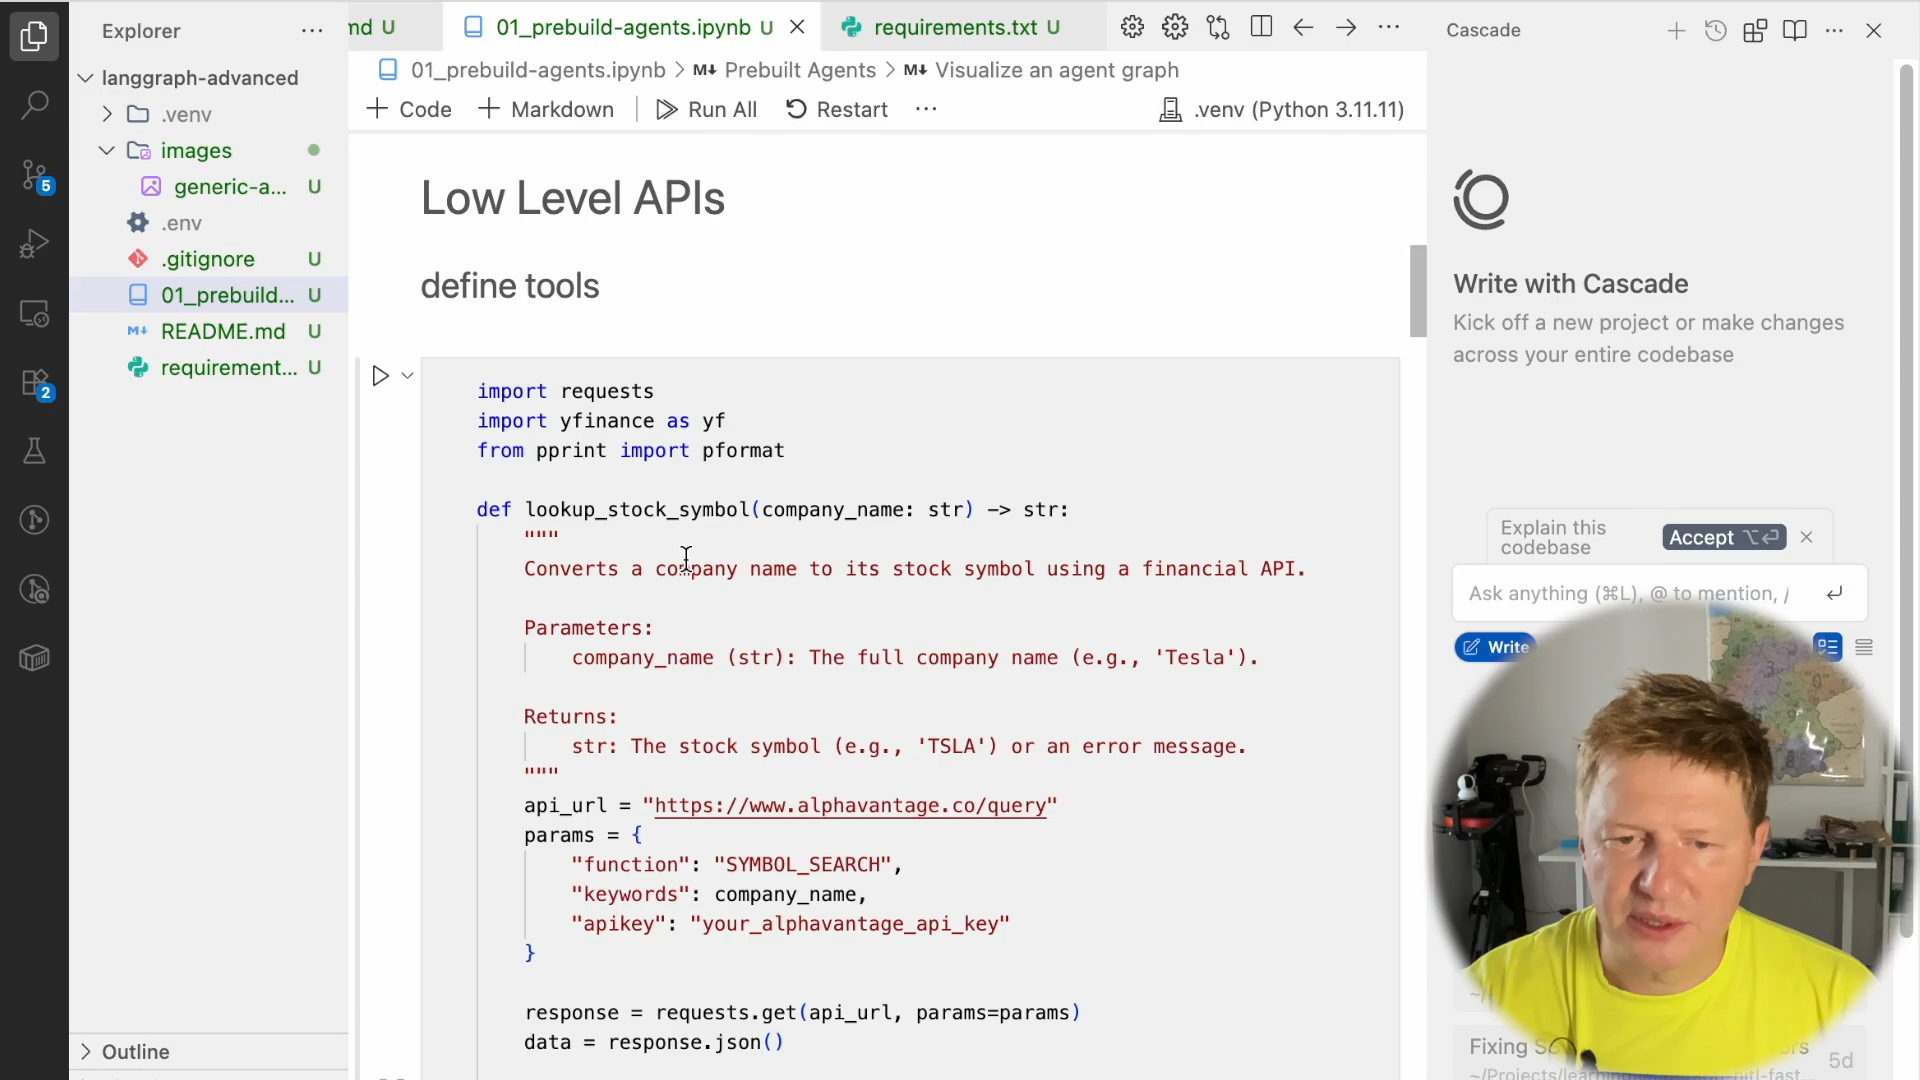 Explorer
langgraph-advanced
.venv
images
generic-a... U
.env
.gitignore U
01_prebuild... U
README.md U
requirement... U
5
2
Outline
md U
01_prebuild-agents.ipynb U
requirements.txt U
01_prebuild-agents.ipynb > M↓ Prebuilt Agents > M↓ Visualize an agent graph
+ Code + Markdown Run All Restart ...
.venv (Python 3.11.11)
Low Level APIs
define tools
import requests
import yfinance as yf
from pprint import pformat
def lookup_stock_symbol(company_name: str) -> str:
"""
Converts a company name to its stock symbol using a financial API.
Parameters:
company_name (str): The full company name (e.g., 'Tesla').
Returns:
str: The stock symbol (e.g., 'TSLA') or an error message.
"""
api_url = "https://www.alphavantage.co/query"
params = {
"function": "SYMBOL_SEARCH",
"keywords": company_name,
"apikey": "your_alphavantage_api_key"
}
response = requests.get(api_url, params=params)
data = response.json()
Cascade
Write with Cascade
Kick off a new project or make changes
across your entire codebase
Explain this
codebase
Accept ⌥⏎
Ask anything (⌘L), @ to mention, /
Write
Fixing
5d